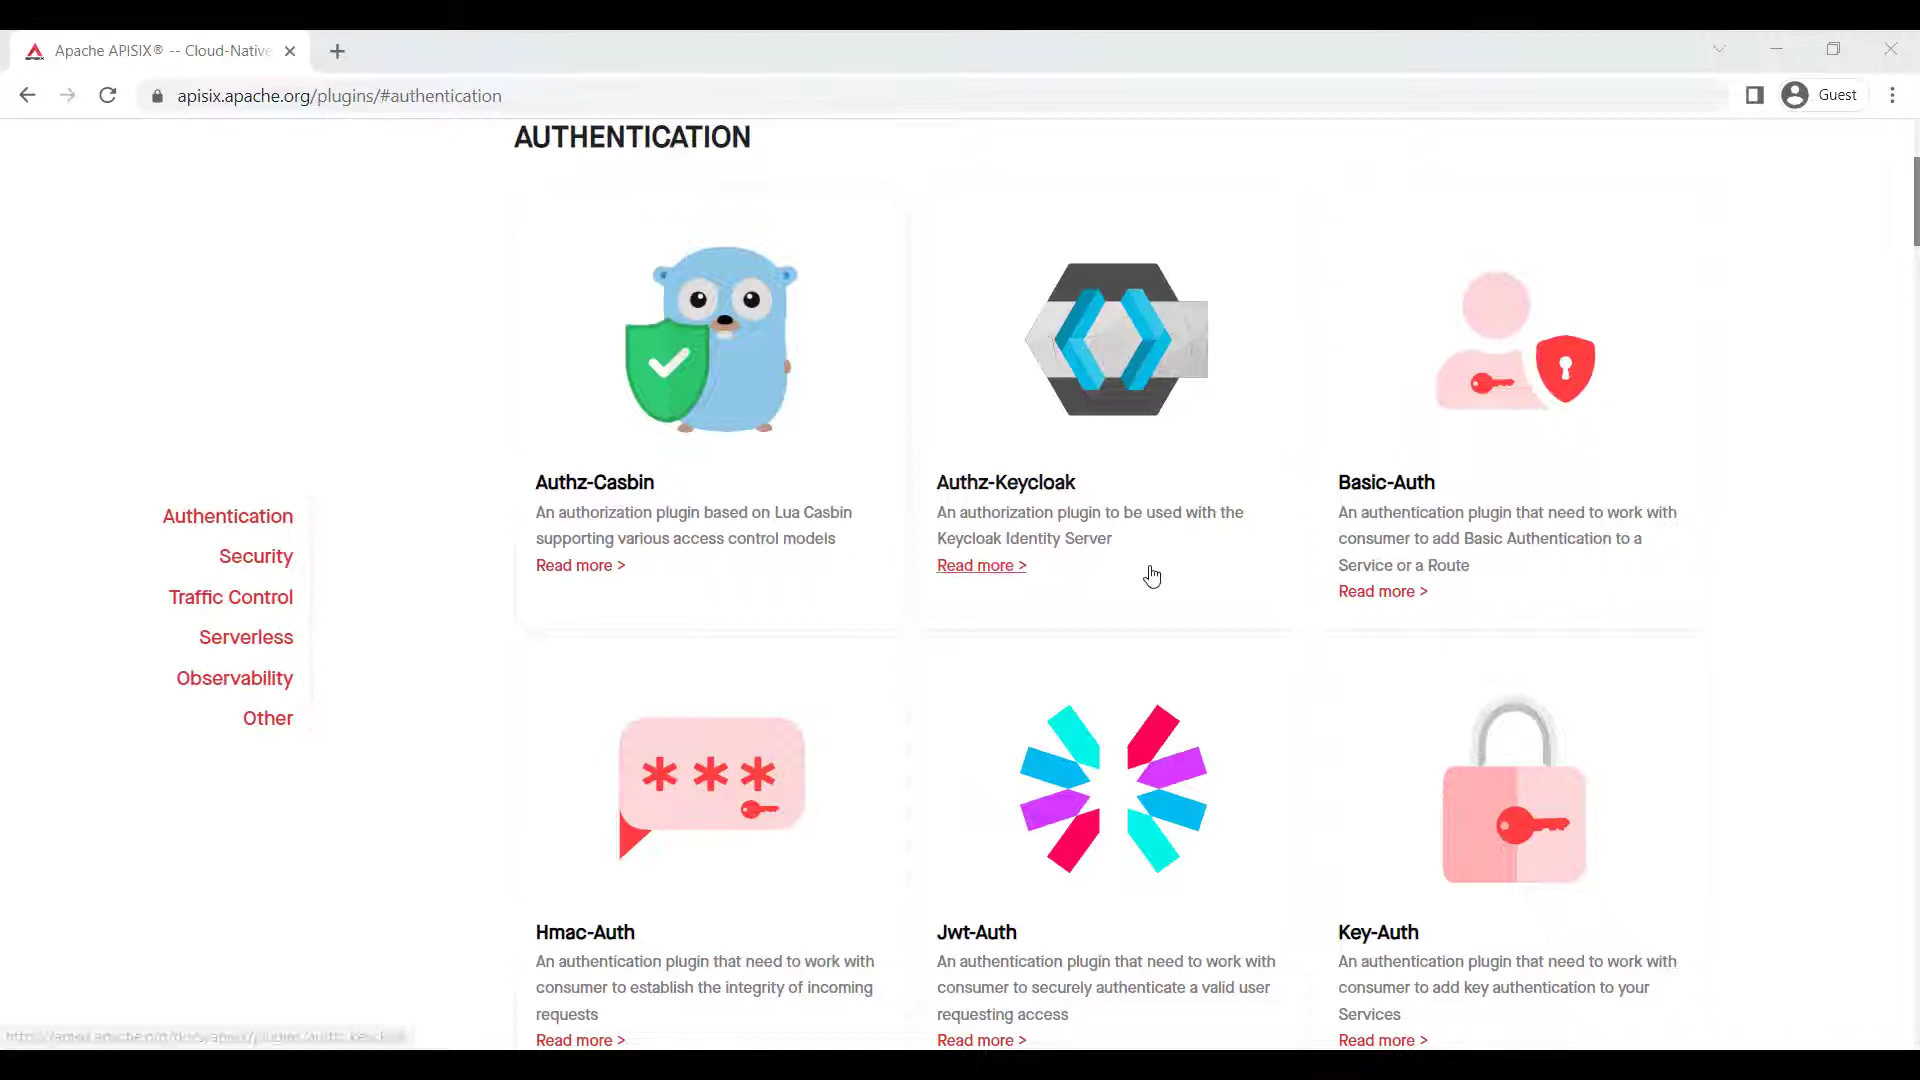 Apache APISIX® -- Cloud-Native
apisix.apache.org/plugins/#authentication
Guest
AUTHENTICATION
Authentication
Security
Traffic Control
Serverless
Observability
Other
Authz-Casbin
An authorization plugin based on Lua Casbin
supporting various access control models
Read more >
Authz-Keycloak
An authorization plugin to be used with the
Keycloak Identity Server
Read more >
Basic-Auth
An authentication plugin that need to work with
consumer to add Basic Authentication to a
Service or a Route
Read more >
* * *
Hmac-Auth
An authentication plugin that need to work with
consumer to establish the integrity of incoming
requests
Read more >
Jwt-Auth
An authentication plugin that need to work with
consumer to securely authenticate a valid user
requesting access
Read more >
Key-Auth
An authentication plugin that need to work with
consumer to add key authentication to your
Services
Read more >